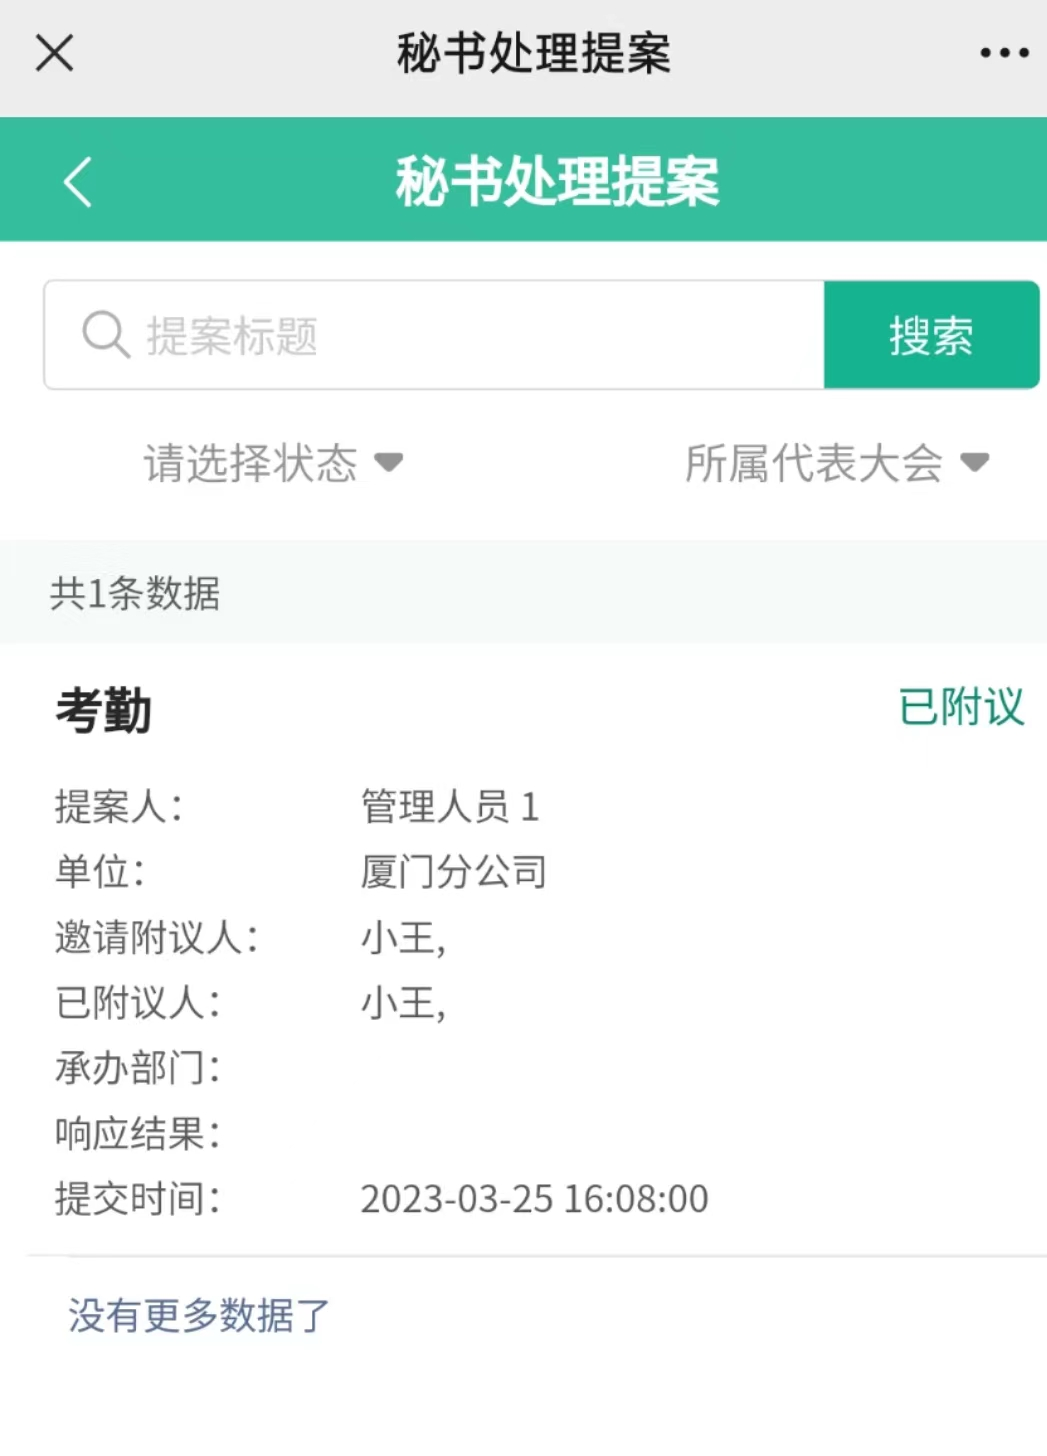 秘书处理提案
秘书处理提案
提案标题
搜索
请选择状态
所属代表大会
共1条数据
考勤
已附议
提案人： 管理人员 1
单位： 厦门分公司
邀请附议人： 小王,
已附议人： 小王,
承办部门：
响应结果：
提交时间： 2023-03-25 16:08:00
没有更多数据了